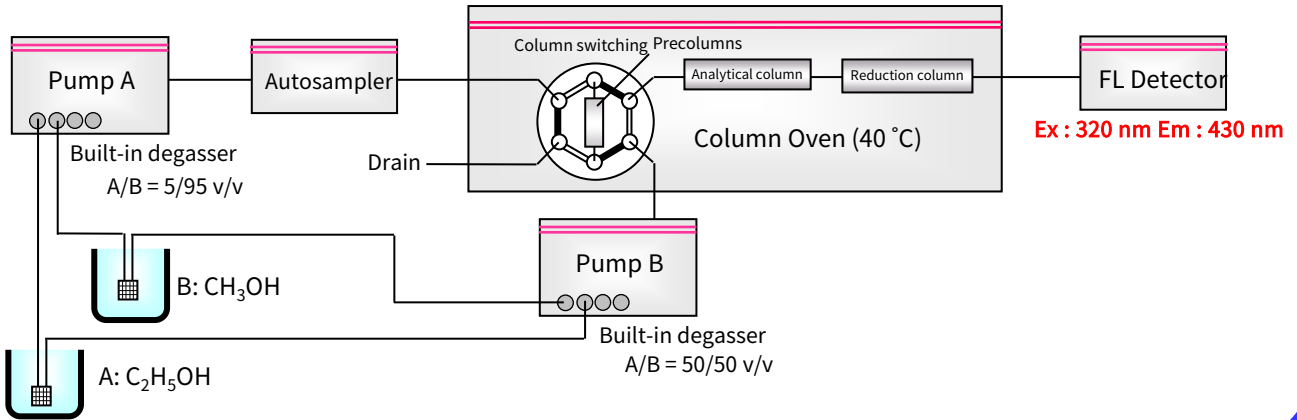 Column switching Precolumns
Pump A
Autosampler
Analytical column
Reduction column
FL Detector
Ex : 320 nm Em : 430 nm
Column Oven (40 ˚C)
Built-in degasser
A/B = 5/95 v/v
Drain
Pump B
B: CH₃OH
Built-in degasser
A/B = 50/50 v/v
A: C₂H₅OH